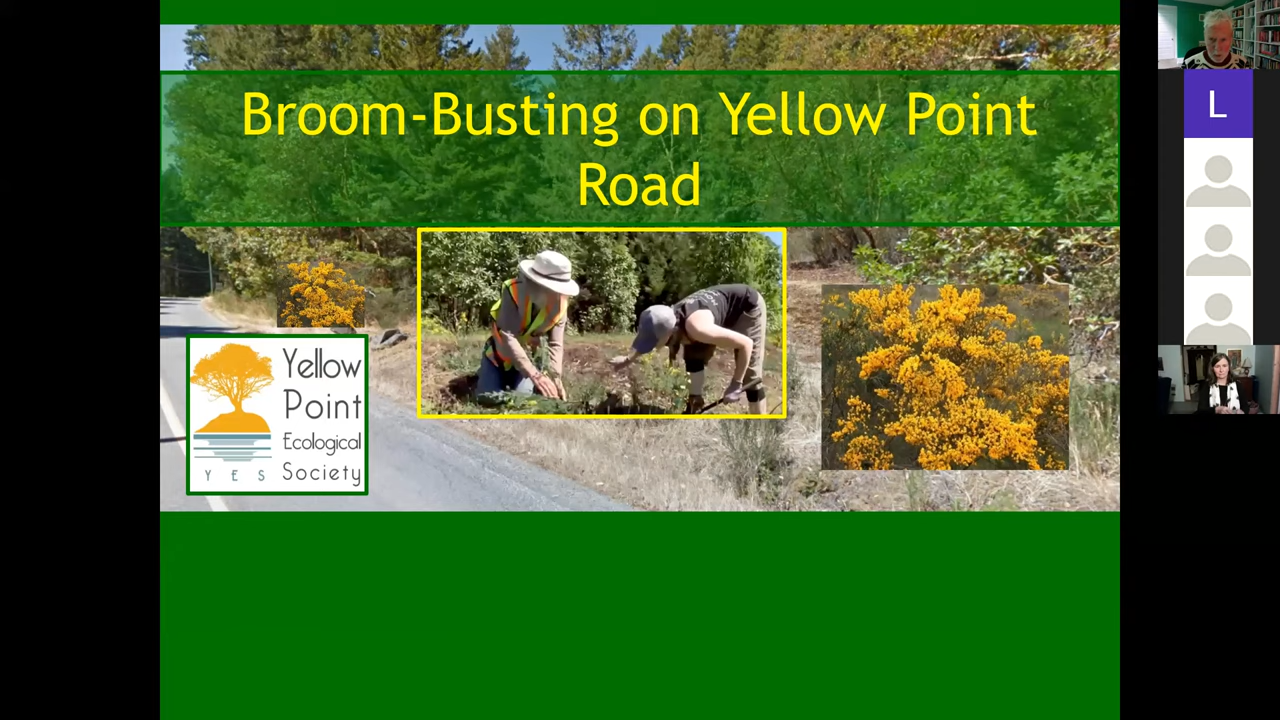 Broom-Busting on Yellow Point
Road
L
Yellow
Point
Ecological
Society
Y E S